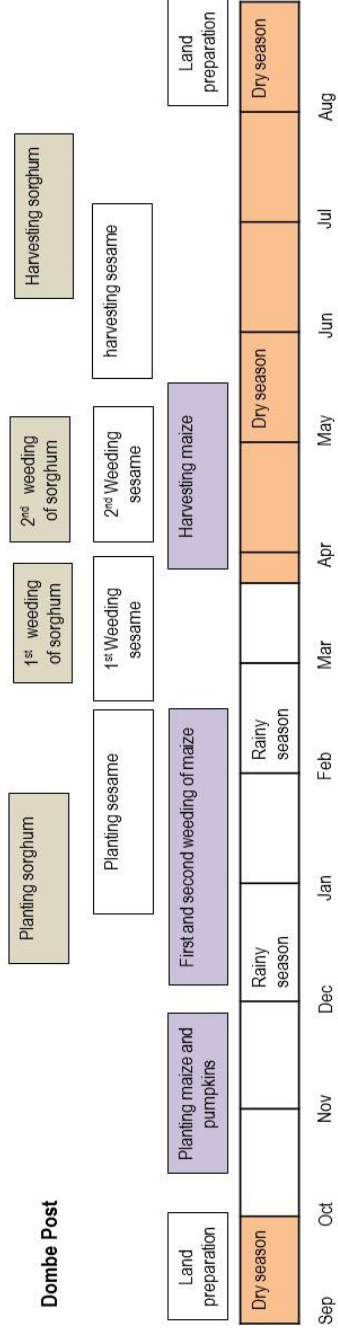 Dombe Post
Planting sorghum
1st weeding
of sorghum
2nd weeding
of sorghum
Harvesting sorghum
Planting sesame
1st Weeding
sesame
2nd Weeding
sesame
harvesting sesame
Land
preparation
Planting maize and
pumpkins
First and second weeding of maize
Harvesting maize
Land
preparation
Dry season
Rainy
season
Rainy
season
Dry season
Dry season
Sep
Oct
Nov
Dec
Jan
Feb
Mar
Apr
May
Jun
Jul
Aug